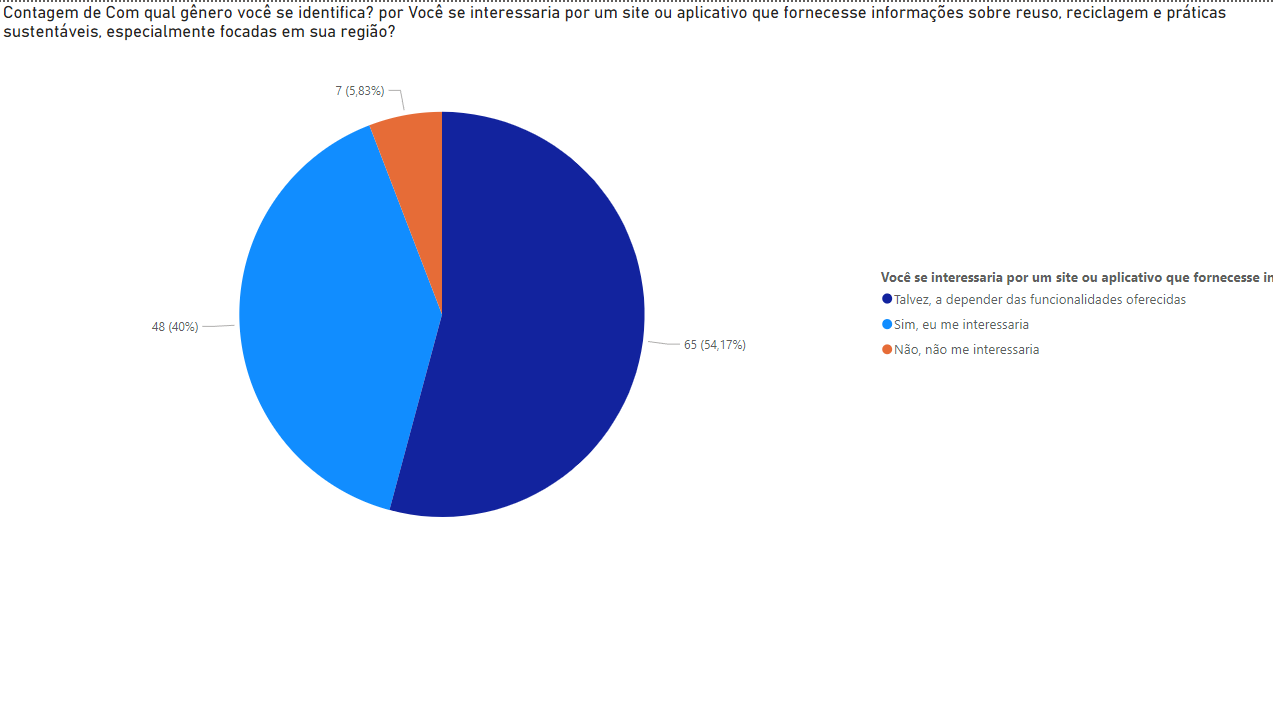 Contagem de Com qual gênero você se identifica? por Você se interessaria por um site ou aplicativo que fornecesse informações sobre reuso, reciclagem e práticas
sustentáveis, especialmente focadas em sua região?
7 (5,83%)
48 (40%)
65 (54,17%)
Você se interessaria por um site ou aplicativo que fornecesse in
Talvez, a depender das funcionalidades oferecidas
Sim, eu me interessaria
Não, não me interessaria